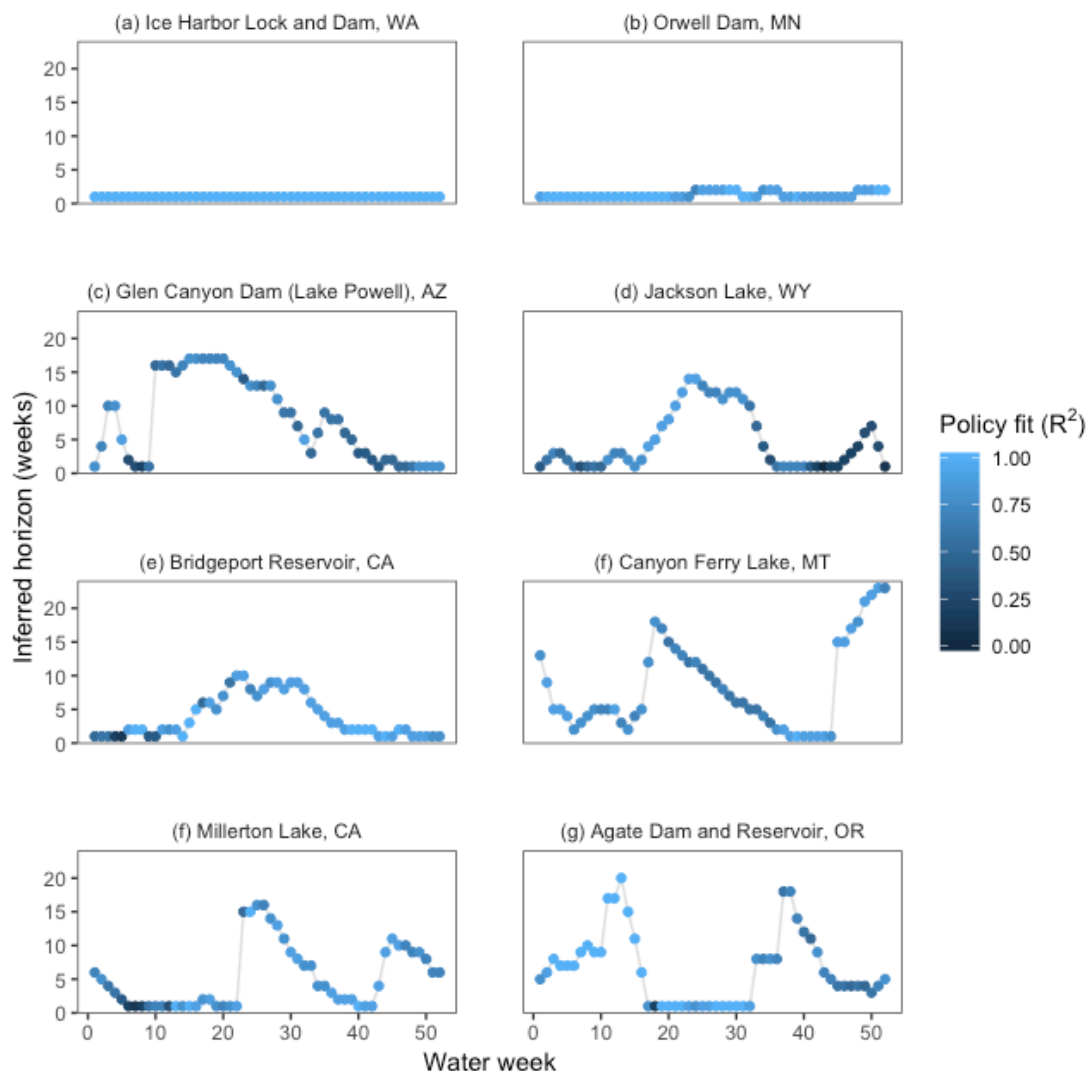 (a) Ice Harbor Lock and Dam, WA
(b) Orwell Dam, MN
20
15
10
5
0
(c) Glen Canyon Dam (Lake Powell), AZ
(d) Jackson Lake, WY
20
15
10
5
0
(e) Bridgeport Reservoir, CA
(f) Canyon Ferry Lake, MT
20
15
10
5
0
(f) Millerton Lake, CA
(g) Agate Dam and Reservoir, OR
20
15
10
5
0
0 10 20 30 40 50
0 10 20 30 40 50
Inferred horizon (weeks)
Water week
Policy fit (R²)
1.00
0.75
0.50
0.25
0.00